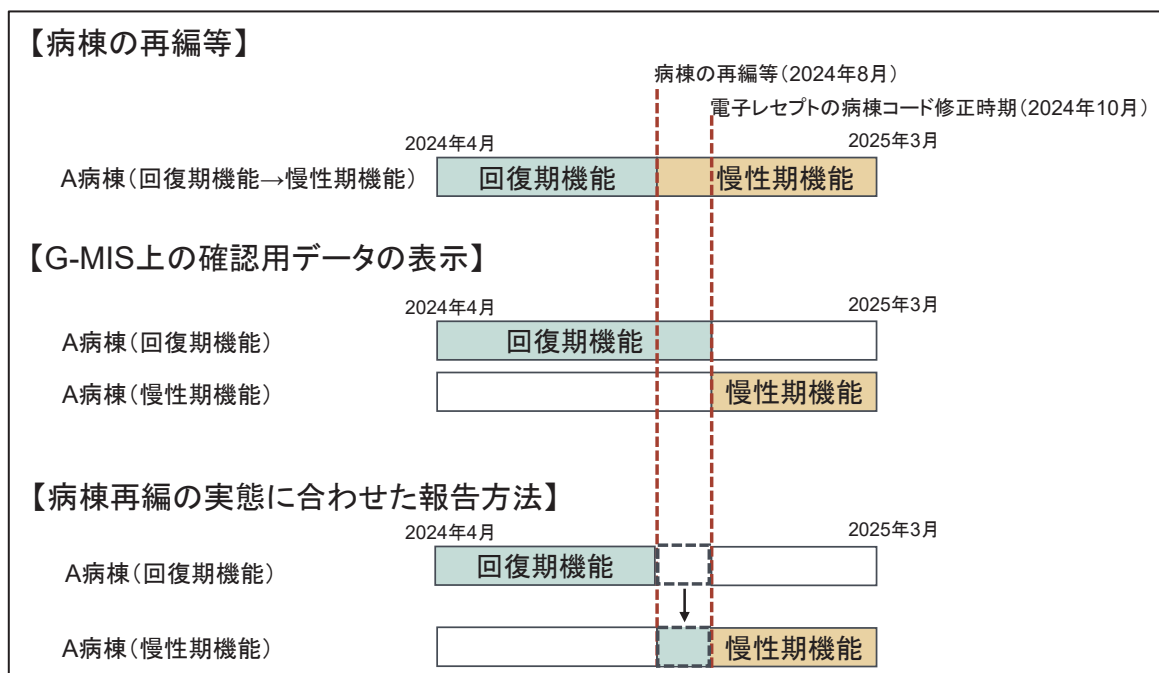 【病棟の再編等】
病棟の再編等(2024年8月)
電子レセプトの病棟コード修正時期(2024年10月)
2024年4月
2025年3月
A病棟(回復期機能→慢性期機能)
回復期機能
慢性期機能
【G-MIS上の確認用データの表示】
2024年4月
2025年3月
A病棟(回復期機能)
回復期機能
A病棟(慢性期機能)
慢性期機能
【病棟再編の実態に合わせた報告方法】
2024年4月
2025年3月
A病棟(回復期機能)
回復期機能
A病棟(慢性期機能)
慢性期機能